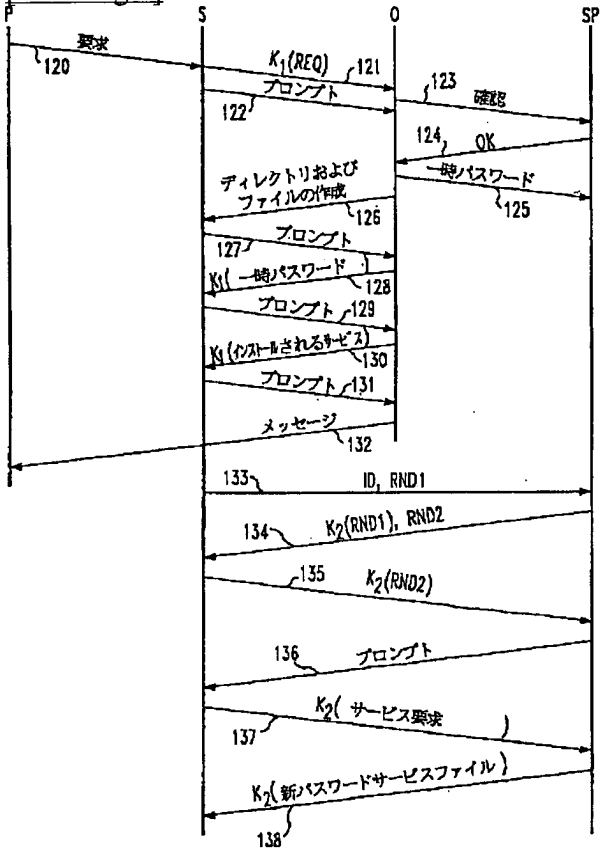 P S O SP
要求
120
K1(REQ)
121
プロンプト
122
123
確認
124
OK
一時パスワード
125
ディレクトリおよび
ファイルの作成
126
127
プロンプト
K1(一時パスワード)
128
プロンプト
129
K1(インストールされるサービス)
130
プロンプト
131
メッセージ
132
133
ID, RND1
134
K2(RND1), RND2
135
K2(RND2)
136
プロンプト
K2(サービス要求)
137
K2(新パスワードサービスファイル)
138